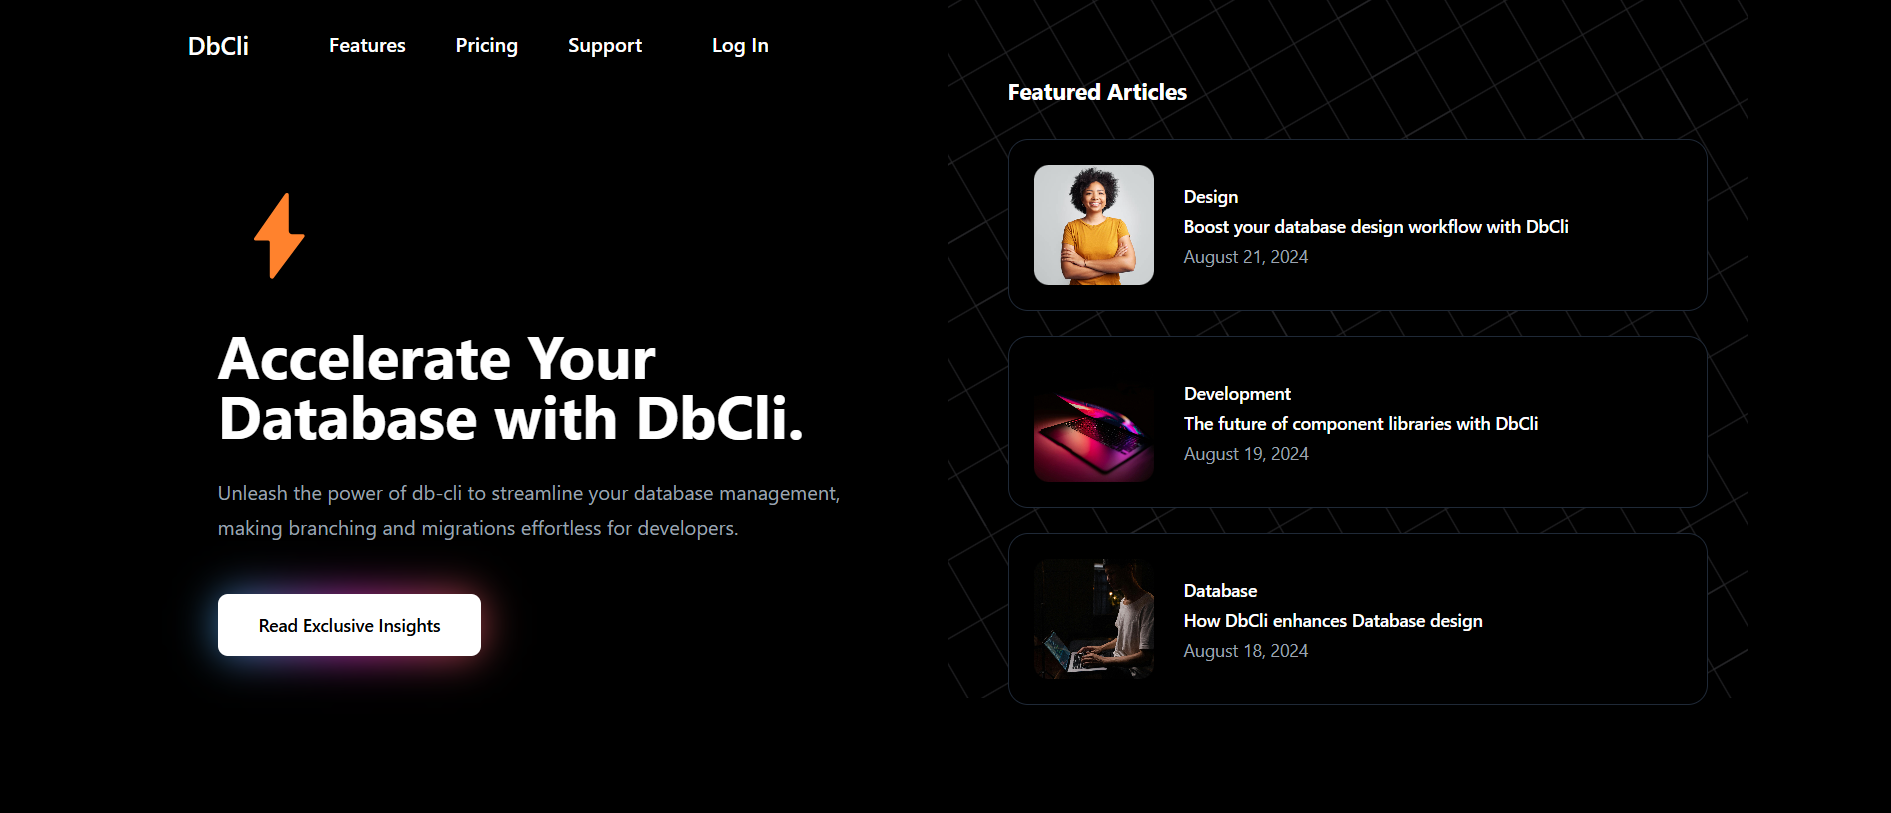 DbCli
Features
Pricing
Support
Log In
Accelerate Your
Database with DbCli.
Unleash the power of db-cli to streamline your database management,
making branching and migrations effortless for developers.
Read Exclusive Insights
Featured Articles
Design
Boost your database design workflow with DbCli
August 21, 2024
Development
The future of component libraries with DbCli
August 19, 2024
Database
How DbCli enhances Database design
August 18, 2024